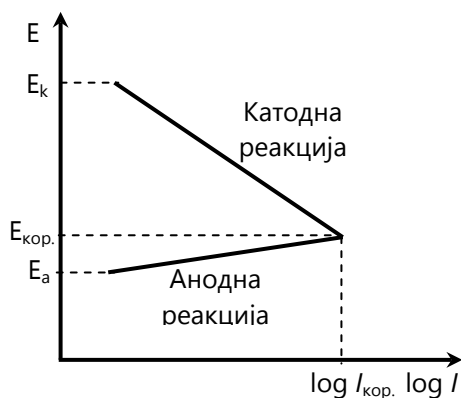 E
Eₖ
Катодна
реакција
Eкор.
Eₐ
Анодна
реакција
log Iкор. log I